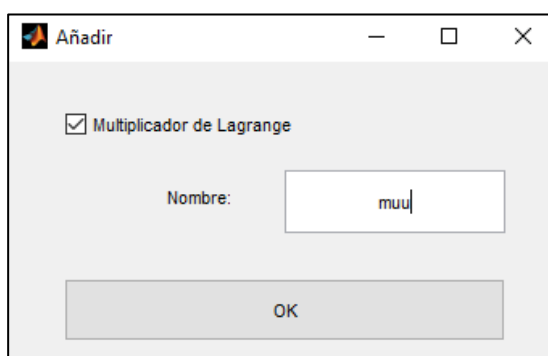 Añadir
Multiplicador de Lagrange
Nombre:
muu
OK